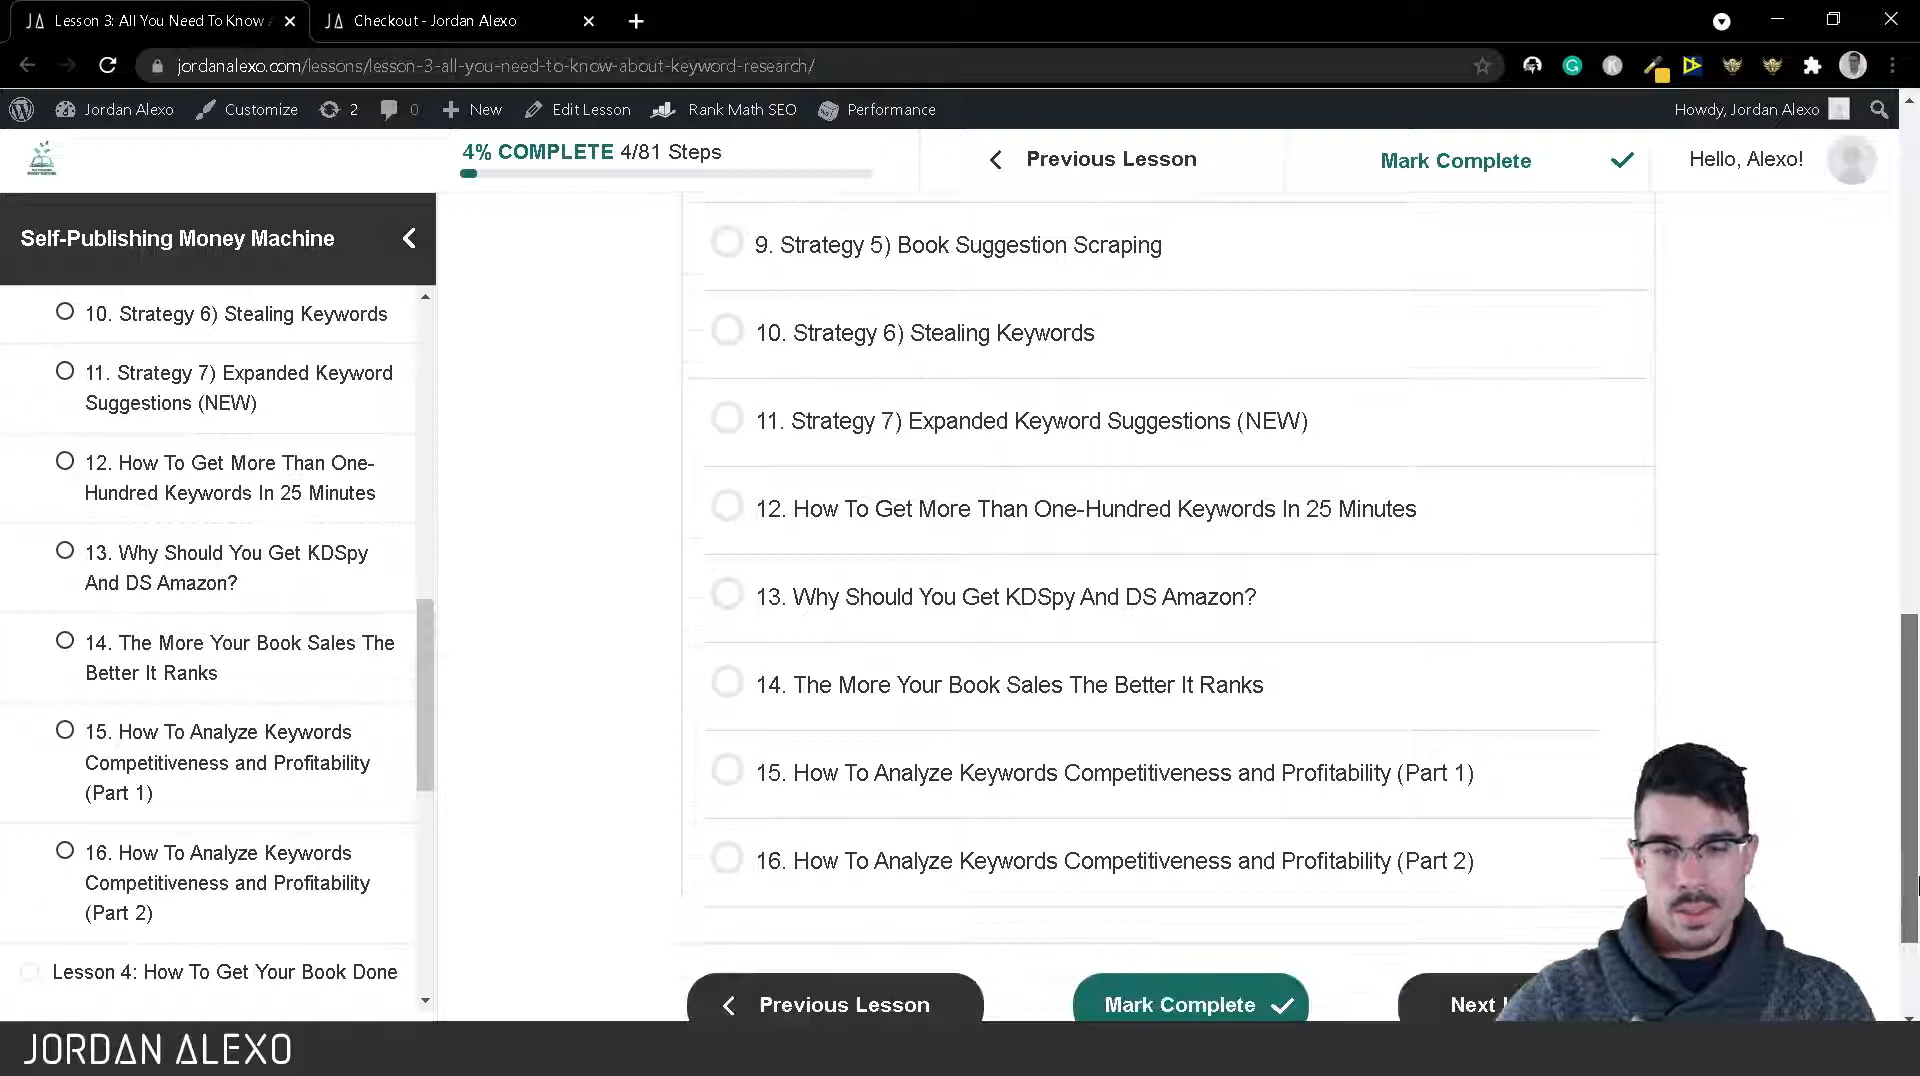 Lesson 3: All You Need To Know
Checkout - Jordan Alexo
jordanalexo.com/lessons/lesson-3-all-you-need-to-know-about-keyword-research/
Jordan Alexo
Customize
2
0
New
Edit Lesson
Rank Math SEO
Performance
Howdy, Jordan Alexo
4% COMPLETE 4/81 Steps
Previous Lesson
Mark Complete
Hello, Alexo!
Self-Publishing Money Machine
10. Strategy 6) Stealing Keywords
11. Strategy 7) Expanded Keyword
Suggestions (NEW)
12. How To Get More Than One-
Hundred Keywords In 25 Minutes
13. Why Should You Get KDSpy
And DS Amazon?
14. The More Your Book Sales The
Better It Ranks
15. How To Analyze Keywords
Competitiveness and Profitability
(Part 1)
16. How To Analyze Keywords
Competitiveness and Profitability
(Part 2)
Lesson 4: How To Get Your Book Done
9. Strategy 5) Book Suggestion Scraping
10. Strategy 6) Stealing Keywords
11. Strategy 7) Expanded Keyword Suggestions (NEW)
12. How To Get More Than One-Hundred Keywords In 25 Minutes
13. Why Should You Get KDSpy And DS Amazon?
14. The More Your Book Sales The Better It Ranks
15. How To Analyze Keywords Competitiveness and Profitability (Part 1)
16. How To Analyze Keywords Competitiveness and Profitability (Part 2)
Previous Lesson
Mark Complete
Next
JORDAN ALEXO